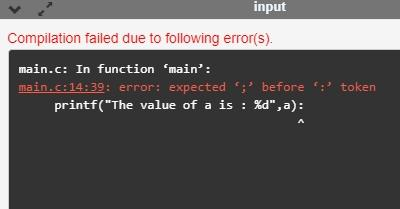 input
Compilation failed due to following error(s).
main.c: In function ‘main’:
main.c:14:39: error: expected ‘;’ before ‘:’ token
printf("The value of a is : %d",a):
^